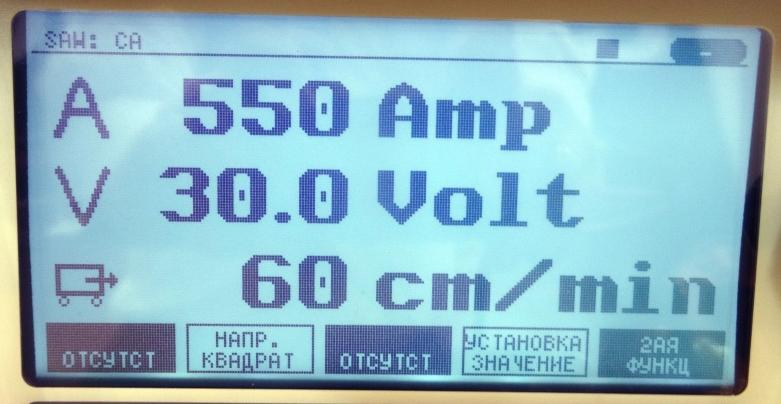 SAW: CA
A 550 Amp
V 30.0 Volt
60 cm/min
ОТСУТСТ
НАПР.
КВАДРАТ
ОТСУТСТ
УСТАНОВКА
ЗНАЧЕНИЕ
2АЯ
ФУНКЦ